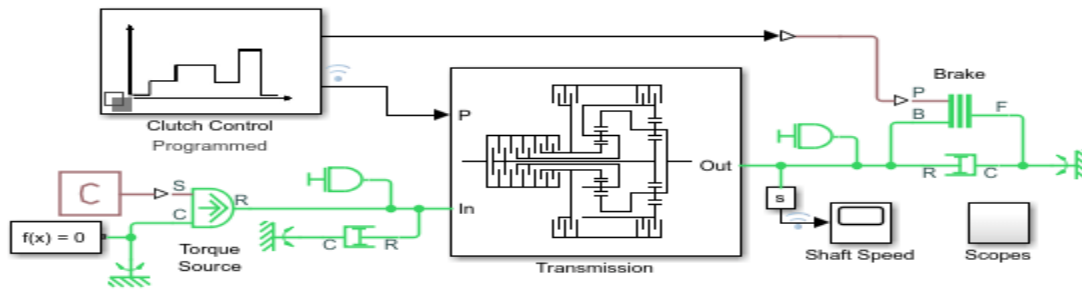 Clutch Control
Programmed
Brake
P
B
F
R
C
P
In
Out
Transmission
C
S
C
R
Torque
Source
f(x) = 0
C
R
s
Shaft Speed
Scopes